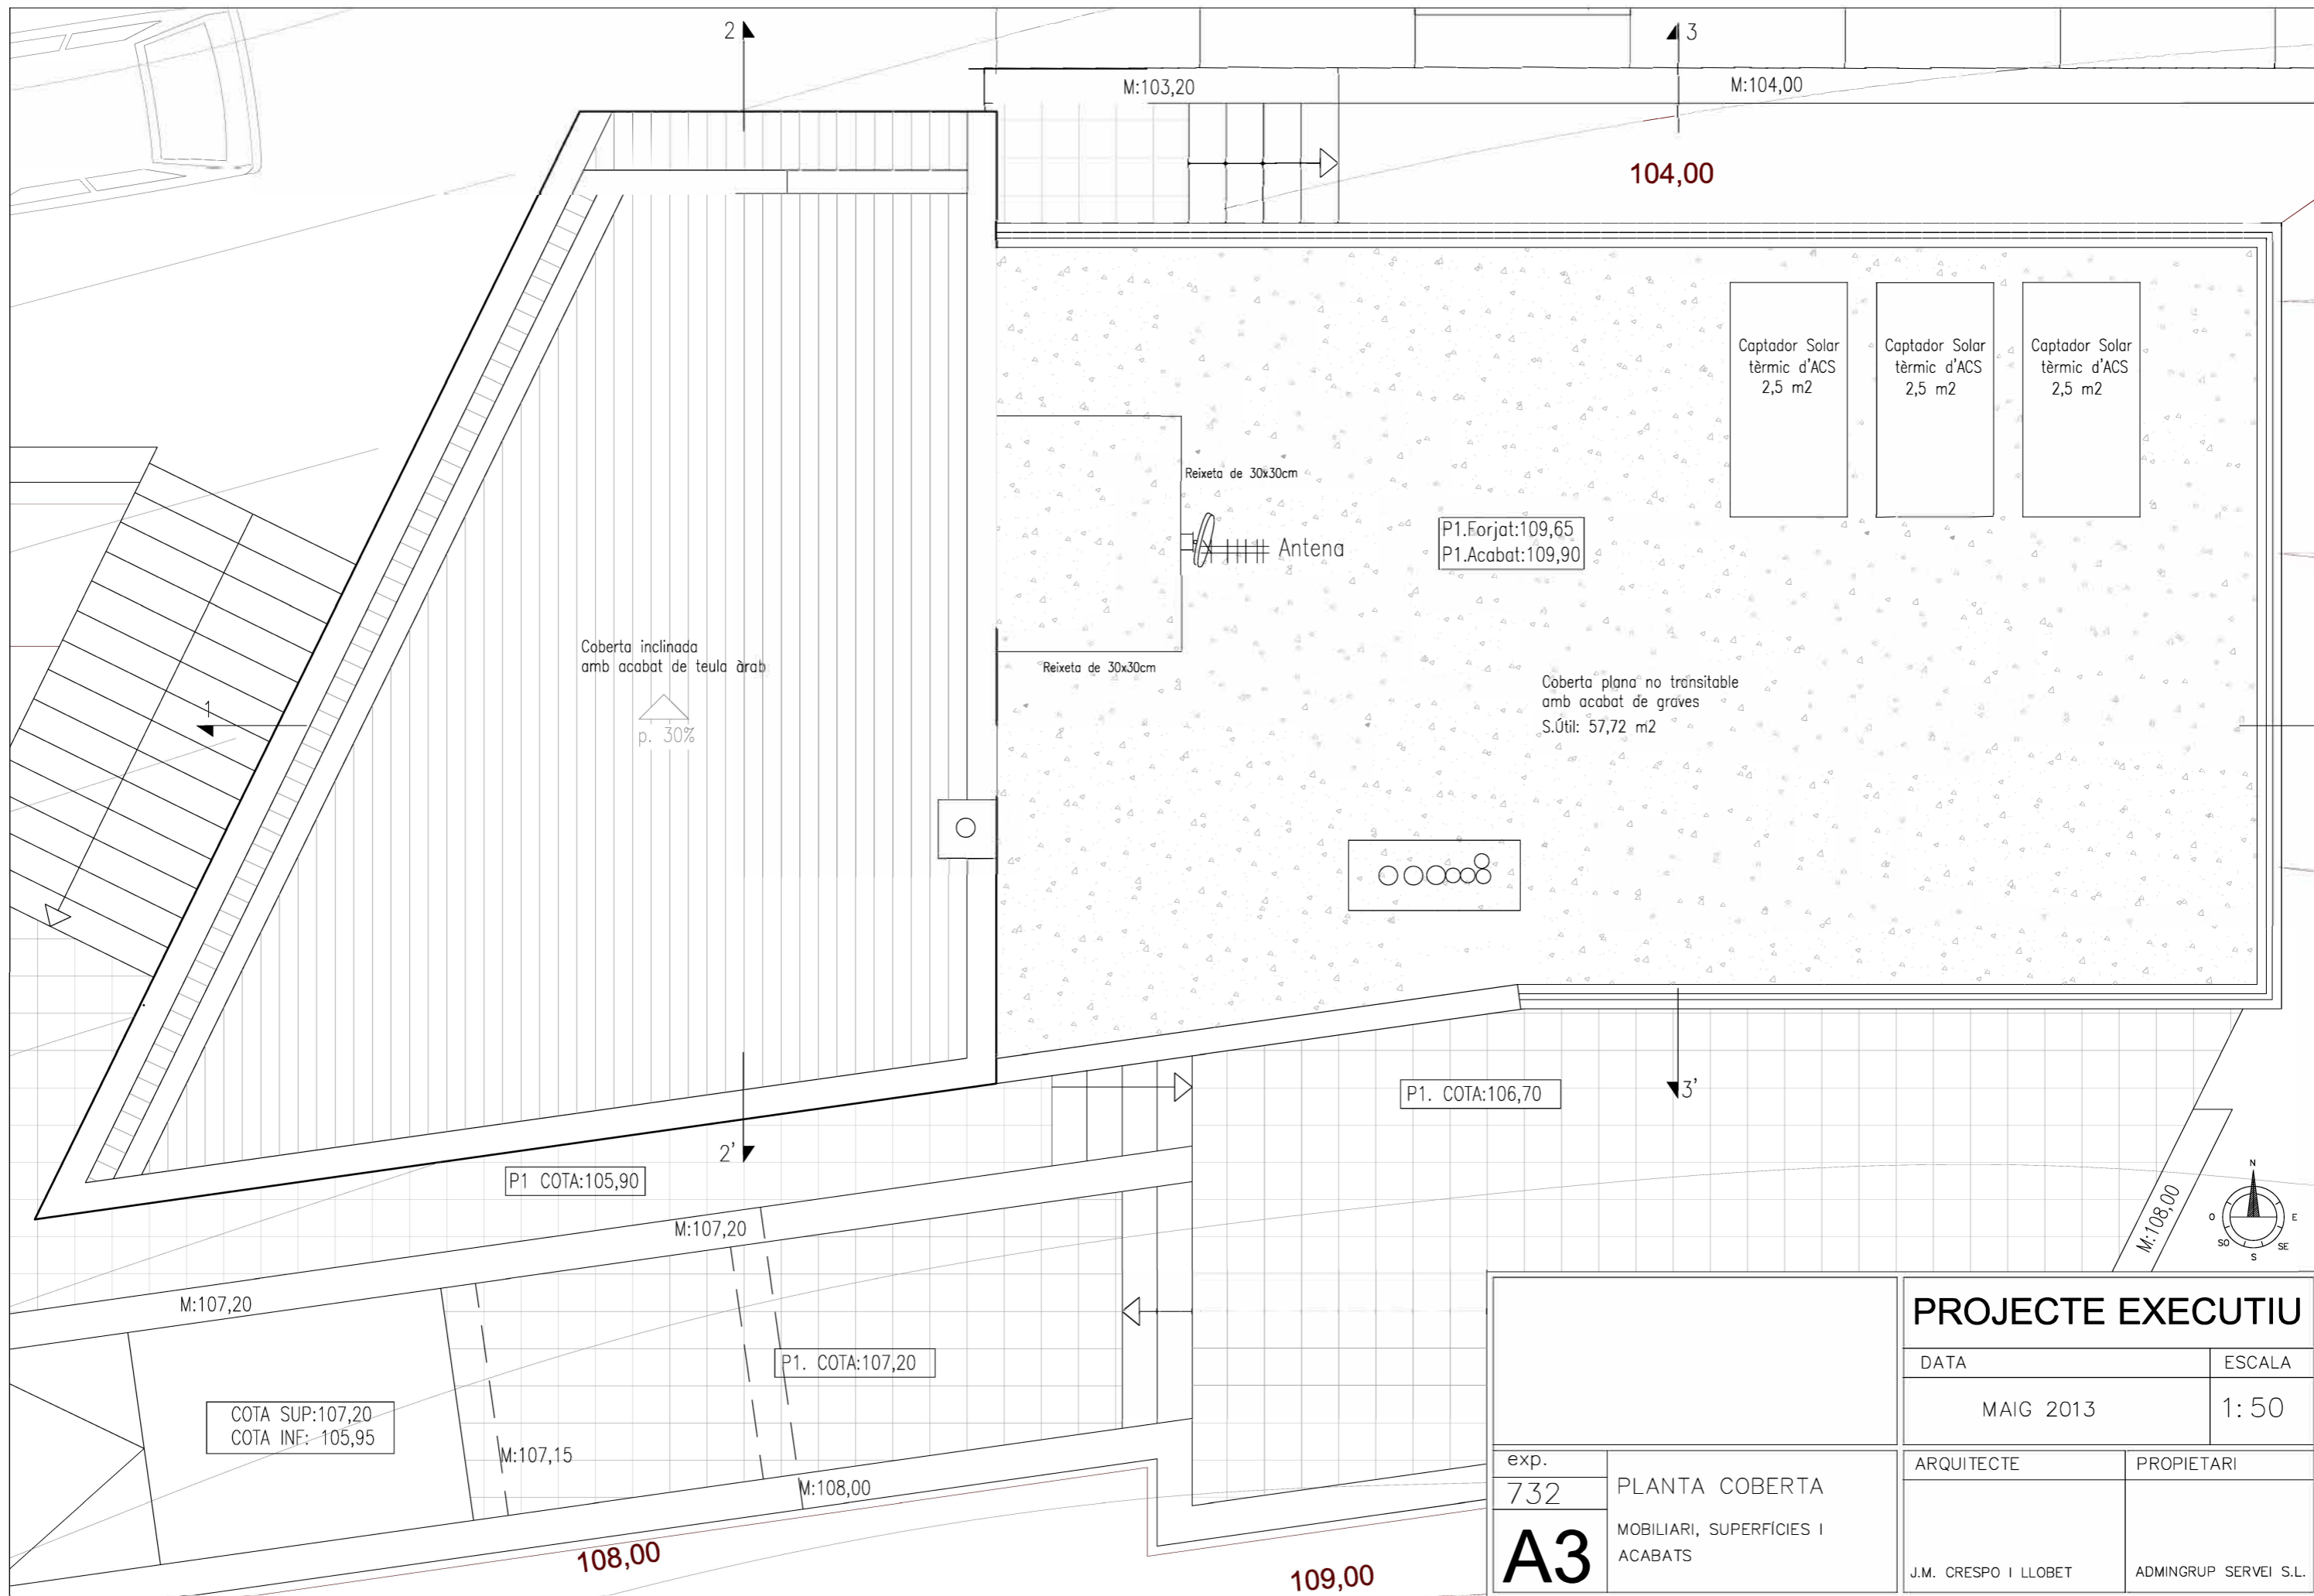 2
3
M:103,20
M:104,00
104,00
Captador Solar
tèrmic d'ACS
2,5 m2
Captador Solar
tèrmic d'ACS
2,5 m2
Captador Solar
tèrmic d'ACS
2,5 m2
Reixeta de 30x30cm
Antena
P1.Forjat:109,65
P1.Acabat:109,90
Coberta inclinada
amb acabat de teula àrab
p. 30%
Reixeta de 30x30cm
Coberta plana no transitable
amb acabat de graves
S.Útil: 57,72 m2
1
P1. COTA:106,70
3'
2'
P1 COTA:105,90
M:107,20
M:107,20
M:108,00
N
O
E
SO
SE
S
P1. COTA:107,20
COTA SUP:107,20
COTA INF: 105,95
M:107,15
M:108,00
108,00
109,00
PROJECTE EXECUTIU
DATA
ESCALA
MAIG 2013
1:50
exp.
732
A3
PLANTA COBERTA
MOBILIARI, SUPERFÍCIES I
ACABATS
ARQUITECTE
PROPIETARI
J.M. CRESPO I LLOBET
ADMINGRUP SERVEI S.L.